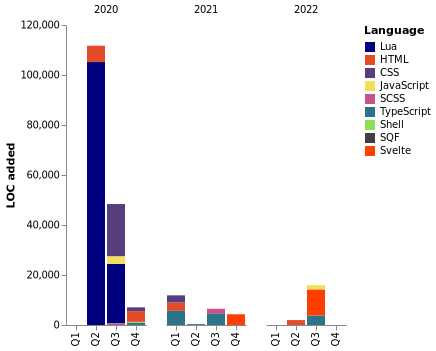 2020 2021 2022
120,000
100,000
80,000
60,000
40,000
20,000
0
LOC added
Q1 Q2 Q3 Q4 Q1 Q2 Q3 Q4 Q1 Q2 Q3 Q4
Language
Lua
HTML
CSS
JavaScript
SCSS
TypeScript
Shell
SQF
Svelte